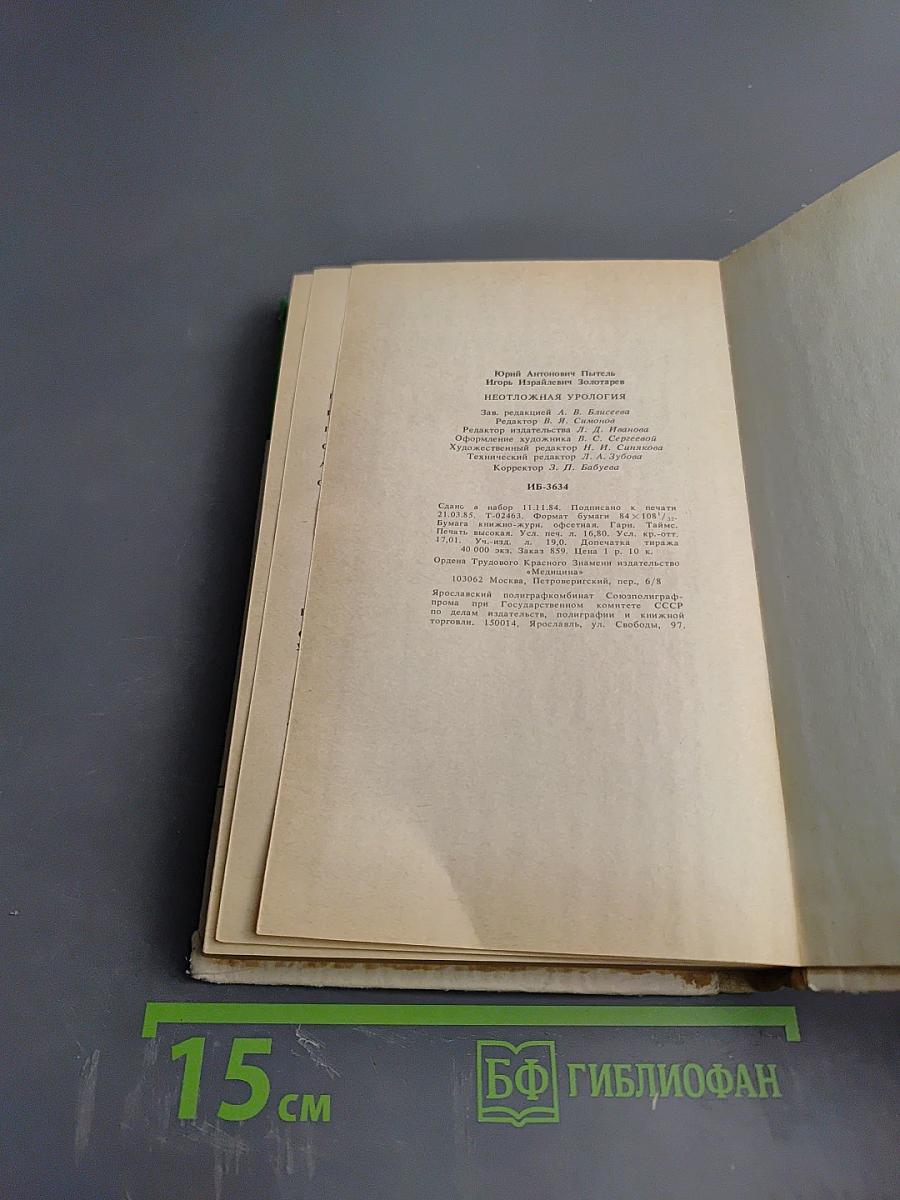 Юрий Антонович Пытель
Игорь Израйлевич Золотарев
НЕОТЛОЖНАЯ УРОЛОГИЯ
Зав. редакцией А. В. Блисеева
Редактор В. Я. Симонов
Редактор издательства Л. Д. Иванова
Оформление художника В. С. Сергеевой
Художественный редактор Н. И. Синякова
Технический редактор Л. А. Зубова
Корректор З. П. Бабуева
ИБ-3634
Сдано в набор 11.11.84. Подписано к печати
21.03.85. Т-02463. Формат бумаги 84×108¹/₃₂.
Бумага книжно-журн. офсетная. Гарн. Таймс.
Печать высокая. Усл. печ. л. 16,80. Усл. кр.-отт.
17,01. Уч.-изд. л. 19,0. Допечатка тиража
40 000 экз. Заказ 859. Цена 1 р. 10 к.
Ордена Трудового Красного Знамени издательство
«Медицина»
103062 Москва, Петроверигский, пер., 6/8
Ярославский полиграфкомбинат Союзполиграф-
прома при Государственном комитете СССР
по делам издательств, полиграфии и книжной
торговли. 150014, Ярославль, ул. Свободы, 97.
15 см
БФ ГИБЛИОФАН